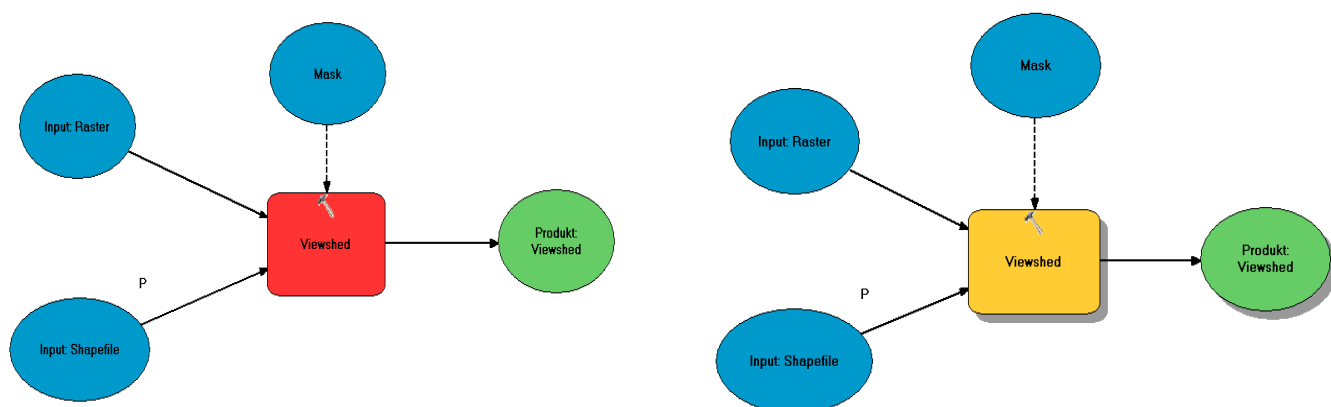 Mask
Input: Raster
Viewshed
Produkt:
Viewshed
P
Input: Shapefile
Mask
Input: Raster
Viewshed
Produkt:
Viewshed
P
Input: Shapefile